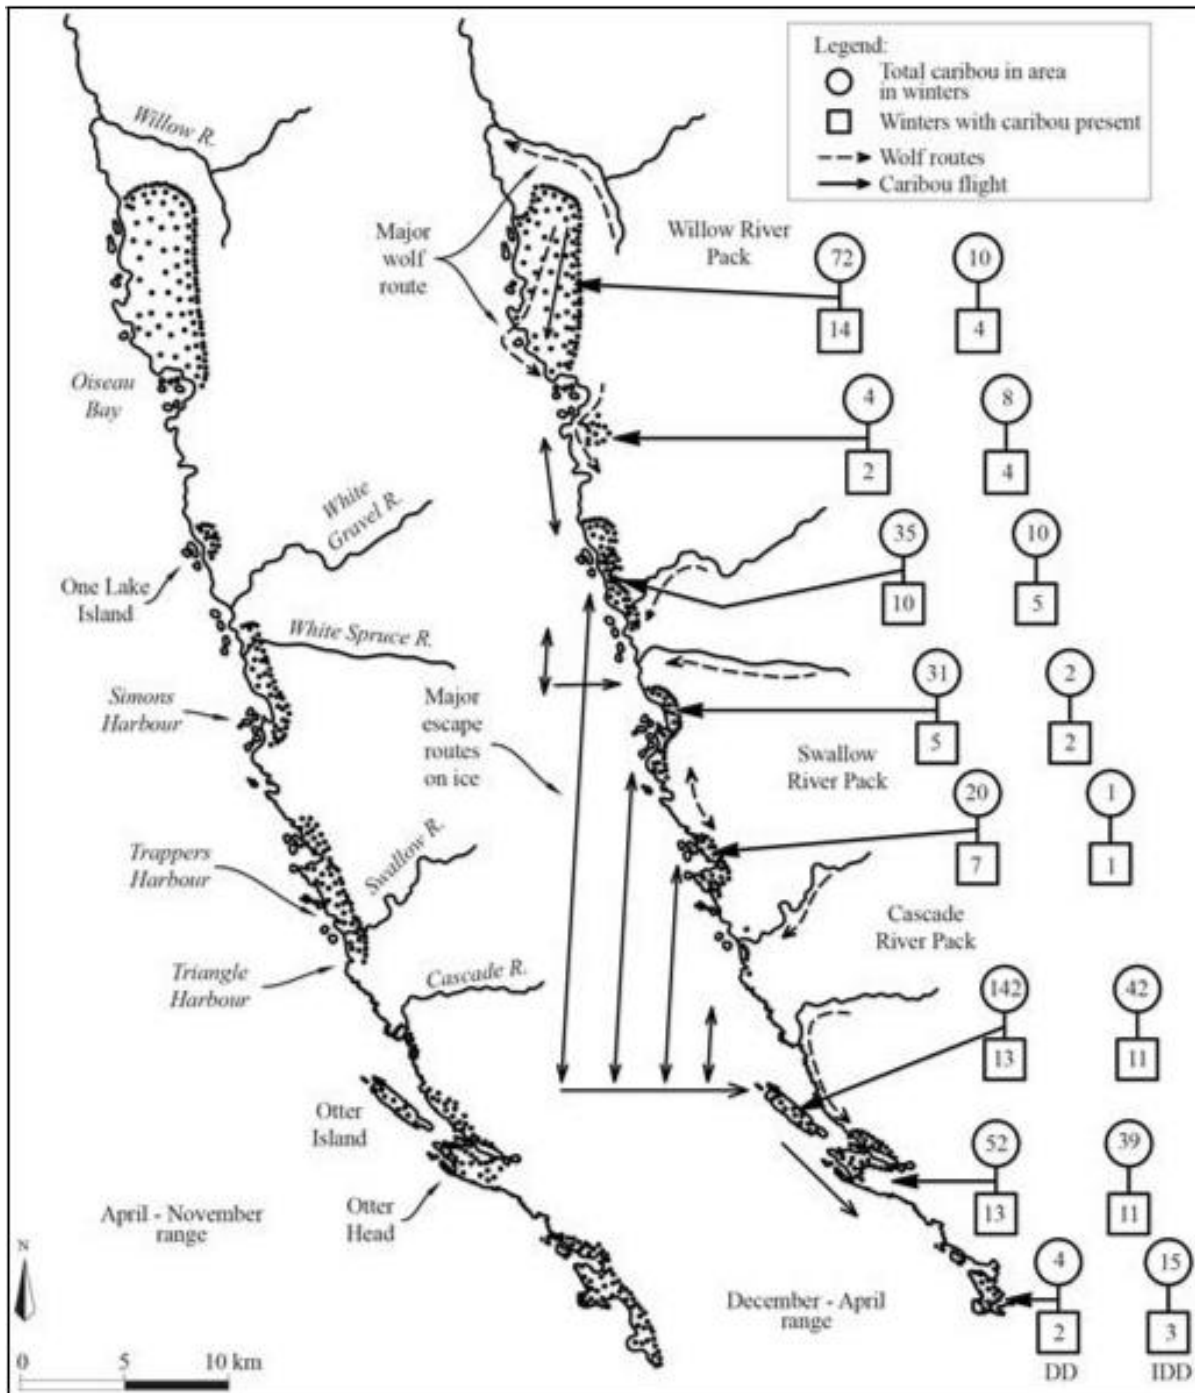 Legend:
Total caribou in area
in winters
Winters with caribou present
Wolf routes
Caribou flight
Willow R.
Major
wolf
route
Willow River
Pack
72
10
14
4
Oiseau
Bay
4
8
2
4
White
Gravel R.
35
10
One Lake
Island
10
5
White Spruce R.
31
2
Simons
Harbour
Major
escape
routes
on ice
5
2
Swallow
River Pack
20
1
Trappers
Harbour
Swallow R.
7
1
Cascade
River Pack
Triangle
Harbour
Cascade R.
142
42
13
11
Otter
Island
52
39
April - November
range
Otter
Head
13
11
N
4
15
December - April
range
2
3
0
5
10 km
DD
IDD